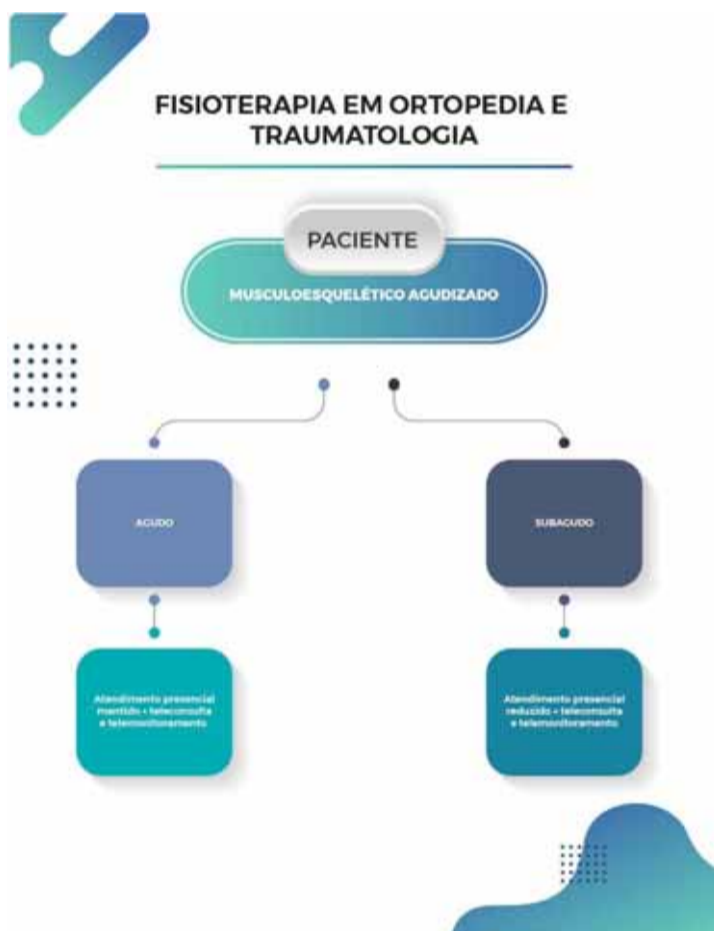 FISIOTERAPIA EM ORTOPEDIA E
TRAUMATOLOGIA
PACIENTE
MUSCULOESQUELÉTICO AGUDIZADO
AGUDO
SUBAGUDO
Atendimento presencial
mantido + teleconsulta
e telemonitoramento
Atendimento presencial
reduzido + teleconsulta
e telemonitoramento